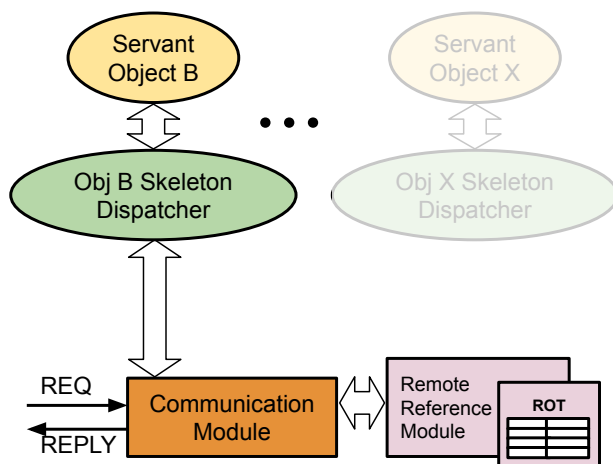 Servant
Object B
Servant
Object X
Obj B Skeleton
Dispatcher
Obj X Skeleton
Dispatcher
REQ
REPLY
Communication
Module
Remote
Reference
Module
ROT